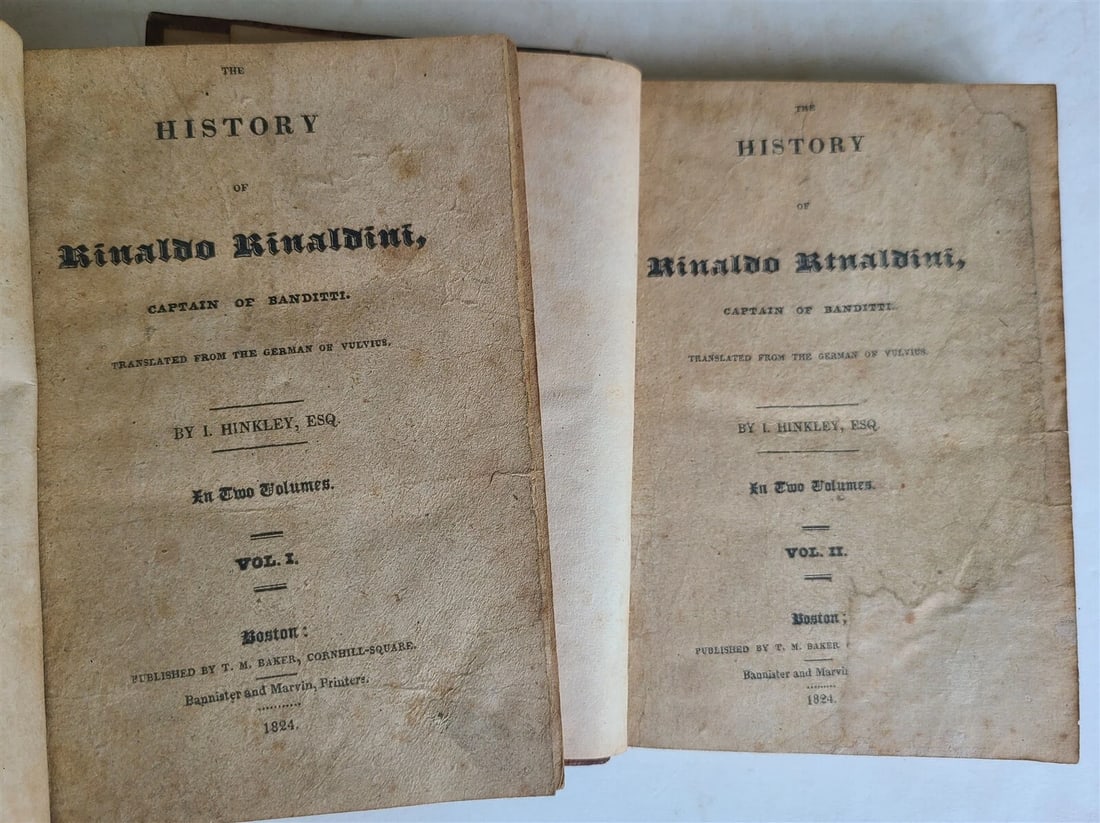 THE
HISTORY
OF
Rinaldo Rinaldini,
CAPTAIN OF BANDITTI.
TRANSLATED FROM THE GERMAN OF VULVIUS,
BY I. HINKLEY, ESQ.
In Two Volumes.
VOL. I.
Boston:
PUBLISHED BY T. M. BAKER, CORNHILL-SQUARE.
Bannister and Marvin, Printers.
1824.
THE
HISTORY
OF
Rinaldo Rtnaldini,
CAPTAIN OF BANDITTI.
TRANSLATED FROM THE GERMAN OF VULVIUS.
BY I. HINKLEY, ESQ
In Two Volumes.
VOL. II.
Boston;
PUBLISHED BY T. M. BAKER
Bannister and Marvin
1824.